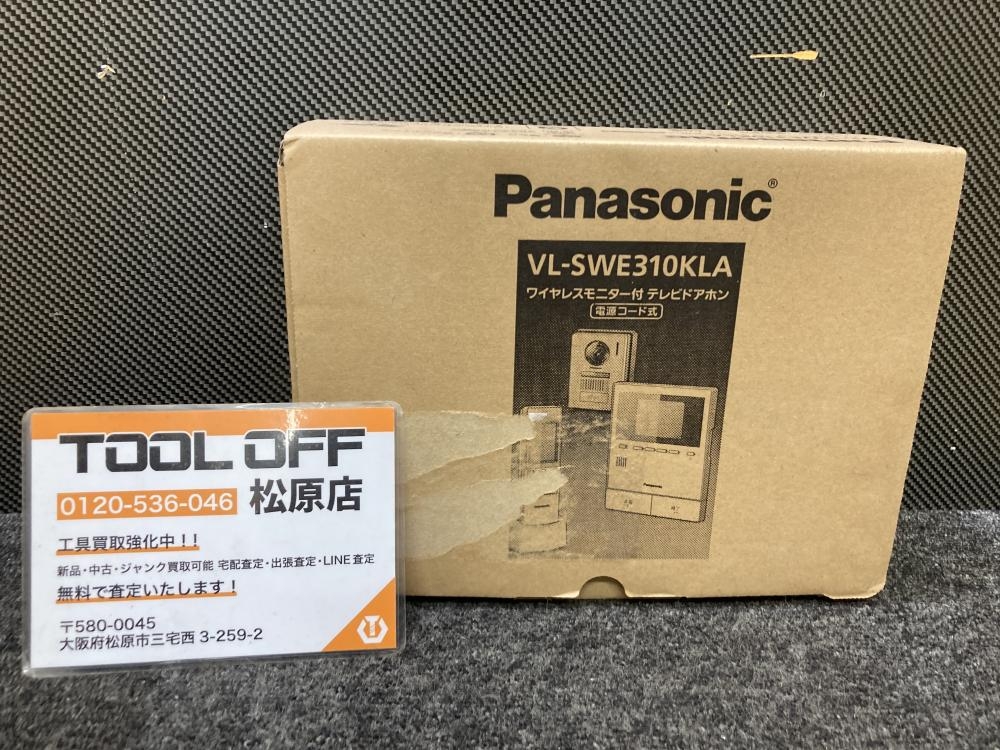 Panasonic®
VL-SWE310KLA
ワイヤレスモニター付 テレビドアホン
電源コード式
Panasonic
TOOL OFF
0120-536-046 松原店
工具買取強化中！！
新品・中古・ジャンク買取可能 宅配査定・出張査定・LINE査定
無料で査定いたします！
〒580-0045
大阪府松原市三宅西 3-259-2